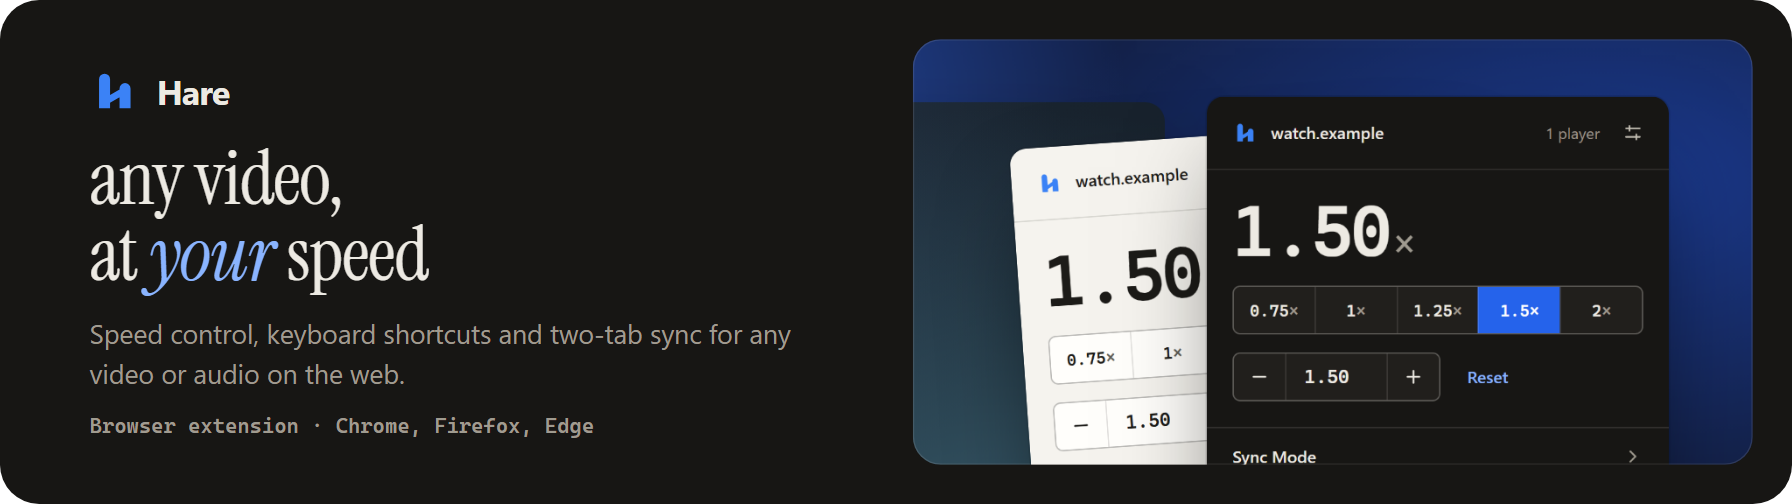 Hare
any video,
at your speed
Speed control, keyboard shortcuts and two-tab sync for any
video or audio on the web.
Browser extension · Chrome, Firefox, Edge
watch.example
1.50
0.75× 1×
− 1.50
watch.example 1 player
1.50×
0.75× 1× 1.25× 1.5× 2×
− 1.50 + Reset
Sync Mode